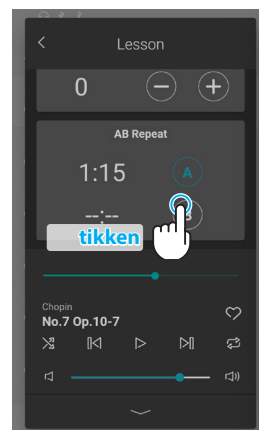 Lesson
0
AB Repeat
1:15 A
--:--
tikken
Chopin
No.7 Op.10-7